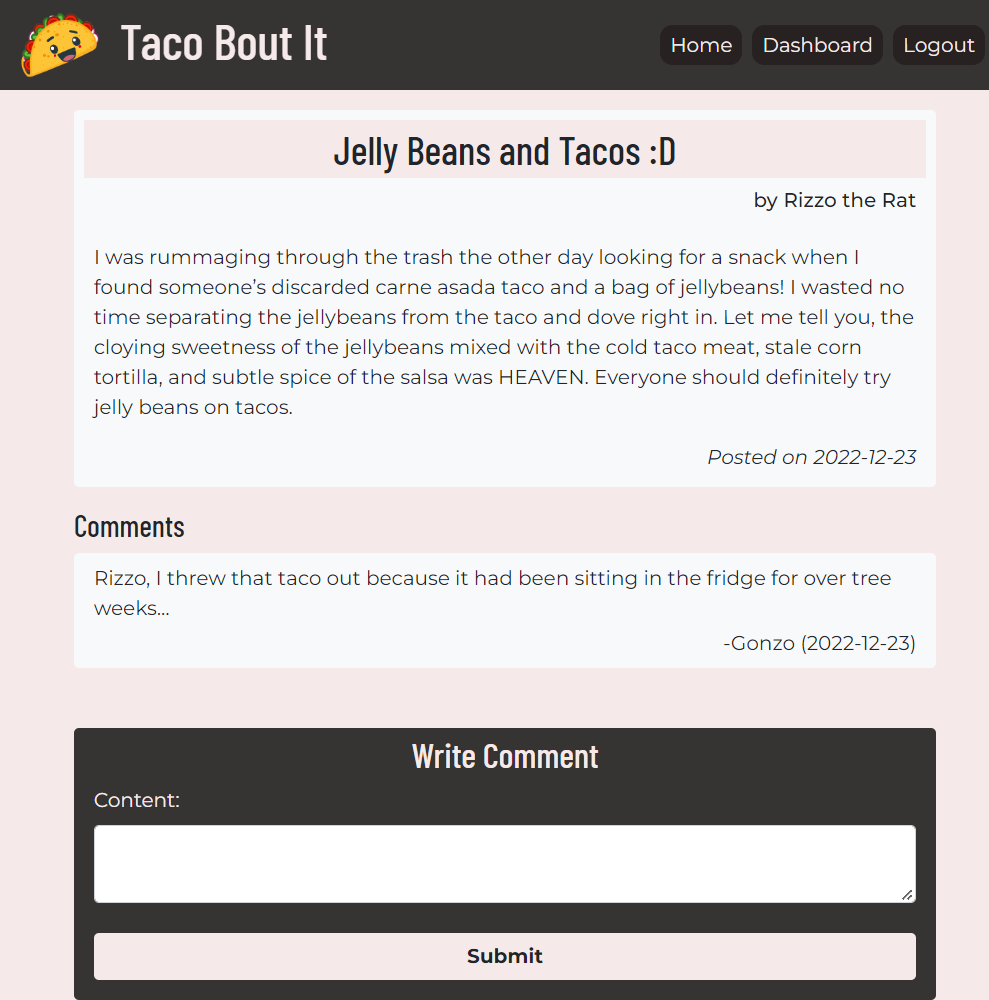 Taco Bout It
Home Dashboard Logout
Jelly Beans and Tacos :D
by Rizzo the Rat
I was rummaging through the trash the other day looking for a snack when I
found someone’s discarded carne asada taco and a bag of jellybeans! I wasted no
time separating the jellybeans from the taco and dove right in. Let me tell you, the
cloying sweetness of the jellybeans mixed with the cold taco meat, stale corn
tortilla, and subtle spice of the salsa was HEAVEN. Everyone should definitely try
jelly beans on tacos.
Posted on 2022-12-23
Comments
Rizzo, I threw that taco out because it had been sitting in the fridge for over tree
weeks...
-Gonzo (2022-12-23)
Write Comment
Content:
Submit